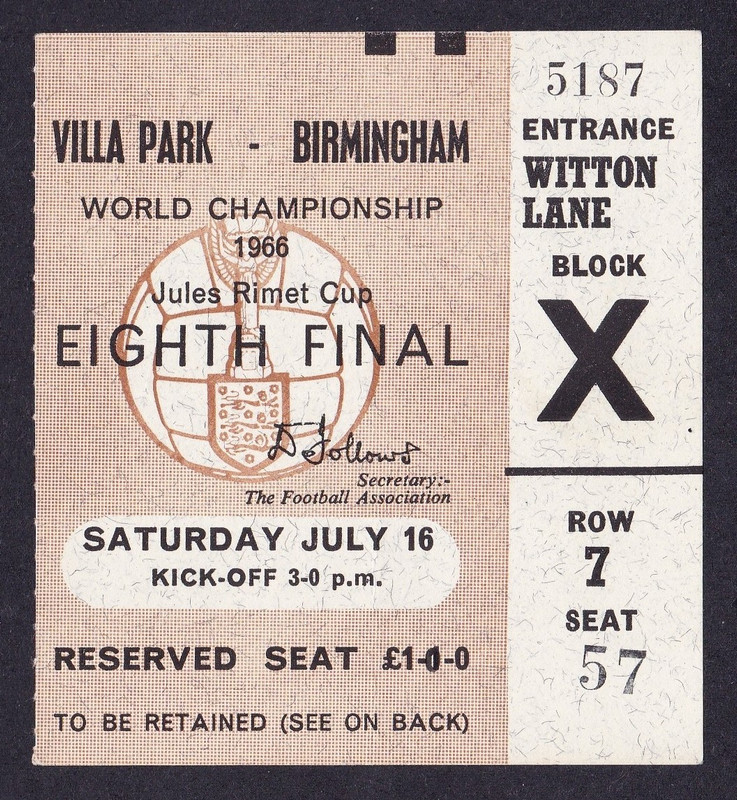 VILLA PARK - BIRMINGHAM
WORLD CHAMPIONSHIP
1966
Jules Rimet Cup
EIGHTH FINAL
D Follows
Secretary:-
The Football Association
SATURDAY JULY 16
KICK-OFF 3-0 p.m.
RESERVED SEAT £1-0-0
TO BE RETAINED (SEE ON BACK)
5187
ENTRANCE
WITTON
LANE
BLOCK
X
ROW
7
SEAT
57